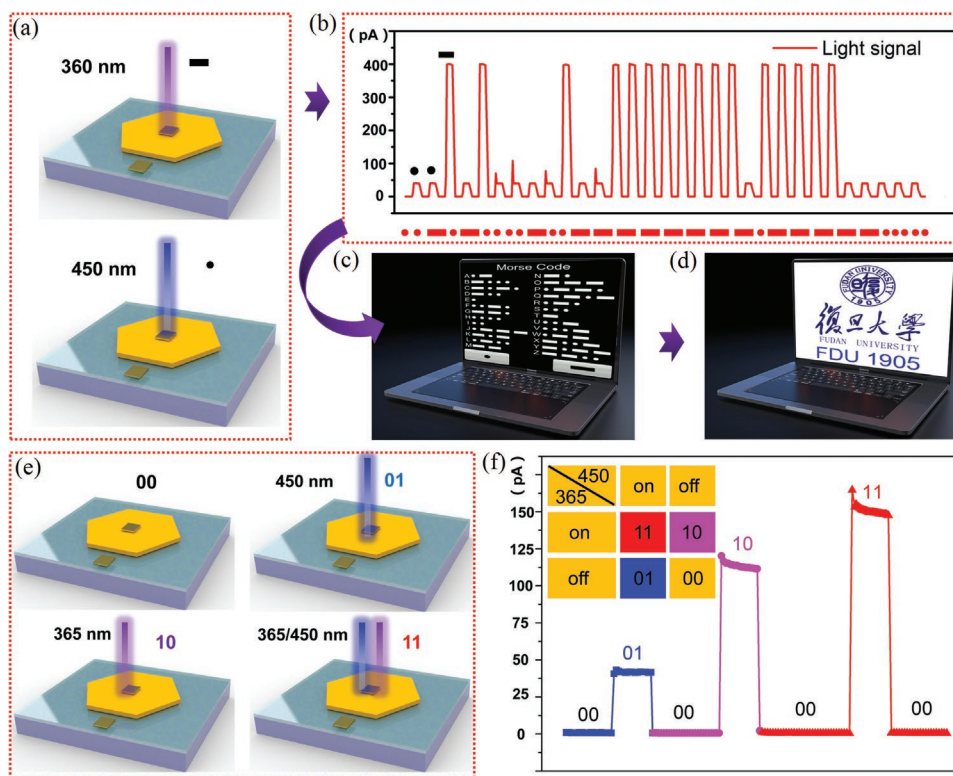 (a)
360 nm
450 nm
(b)
( pA )
400
300
200
100
0
Light signal
(c)
Morse Code
A
B
C
D
E
F
G
H
I
J
K
L
M
N
O
P
Q
R
S
T
U
V
W
X
Y
Z
(d)
FUDAN UNIVERSITY
1905
復旦大學
FUDAN UNIVERSITY
FDU 1905
(e)
00
450 nm 01
365 nm 10
365/450 nm 11
(f)
( pA )
150
125
100
75
50
25
0
450
365
on off
on 11 10
off 01 00
00
01
00
10
00
11
00